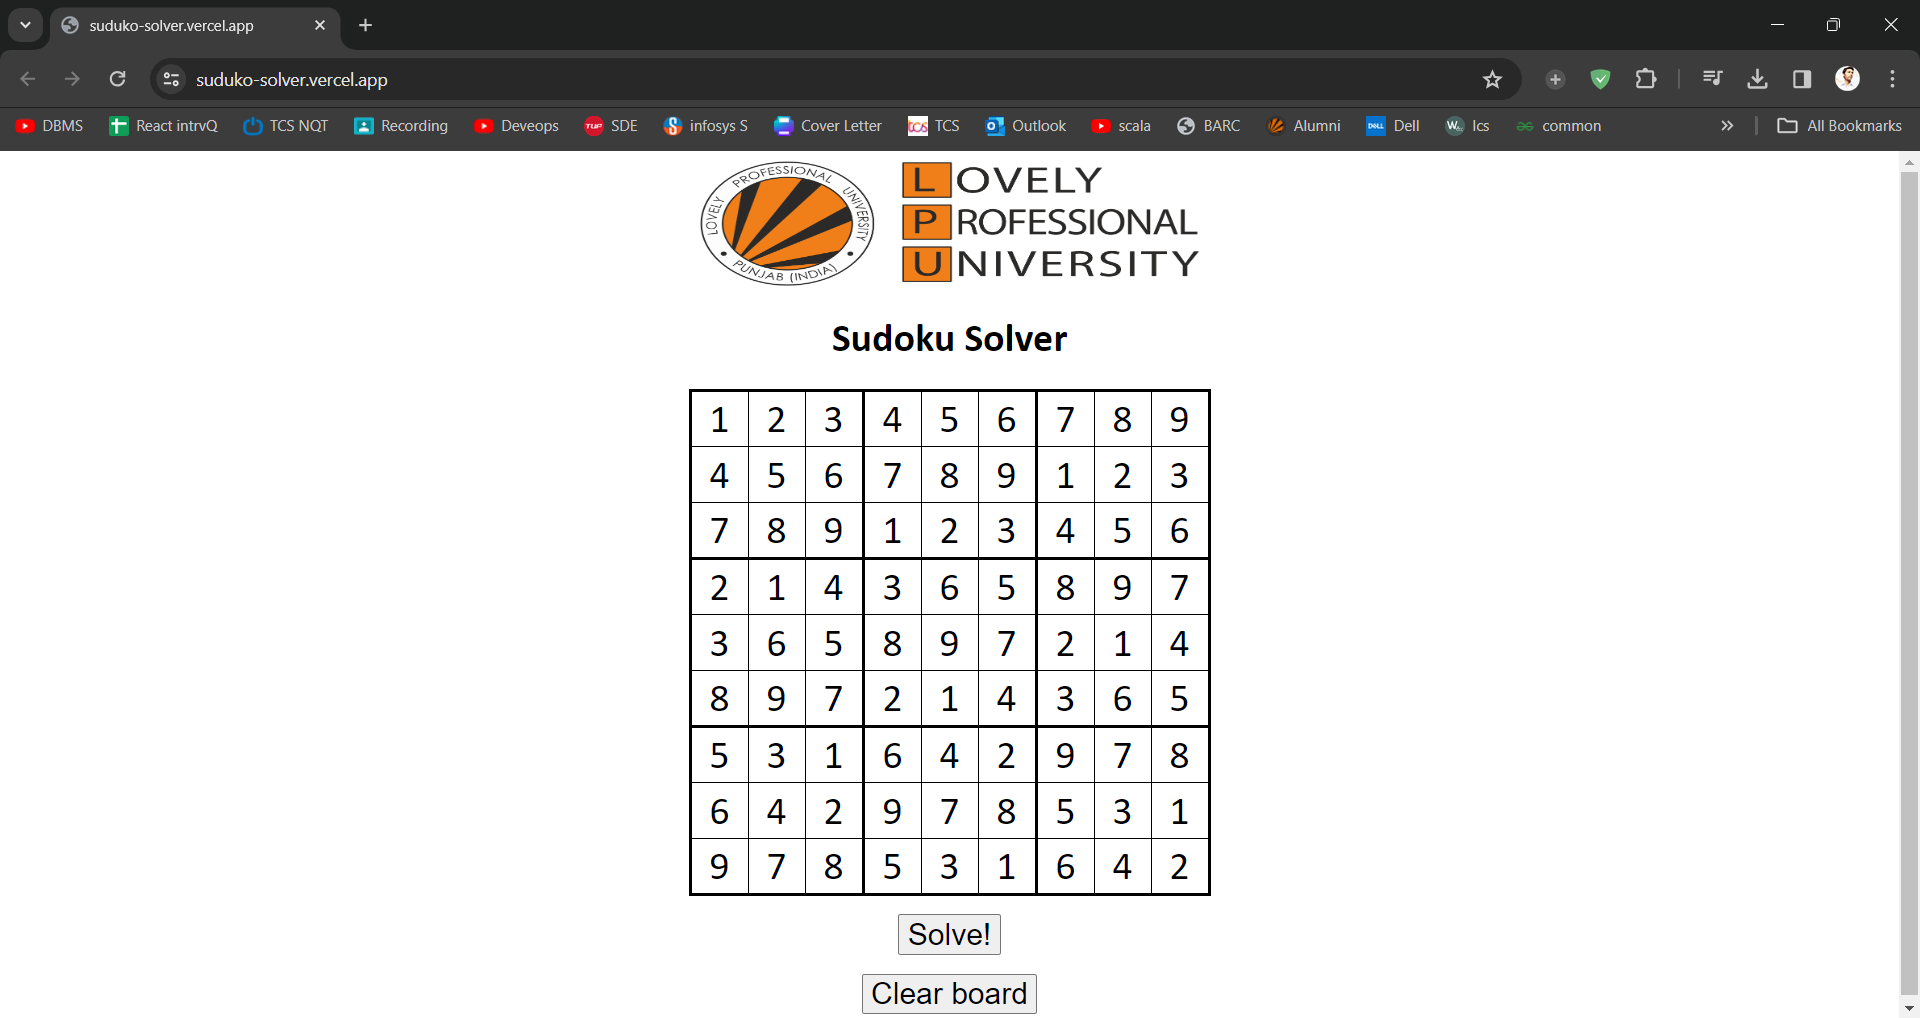 suduko-solver.vercel.app
suduko-solver.vercel.app
DBMS React intrvQ TCS NQT Recording Deveops TUF SDE infosys S Cover Letter tcs TCS Outlook scala BARC Alumni DELL Dell W... Ics common All Bookmarks
LOVELY PROFESSIONAL UNIVERSITY
PUNJAB (INDIA)
LOVELY
PROFESSIONAL
UNIVERSITY
Sudoku Solver
1 2 3 4 5 6 7 8 9
4 5 6 7 8 9 1 2 3
7 8 9 1 2 3 4 5 6
2 1 4 3 6 5 8 9 7
3 6 5 8 9 7 2 1 4
8 9 7 2 1 4 3 6 5
5 3 1 6 4 2 9 7 8
6 4 2 9 7 8 5 3 1
9 7 8 5 3 1 6 4 2
Solve!
Clear board